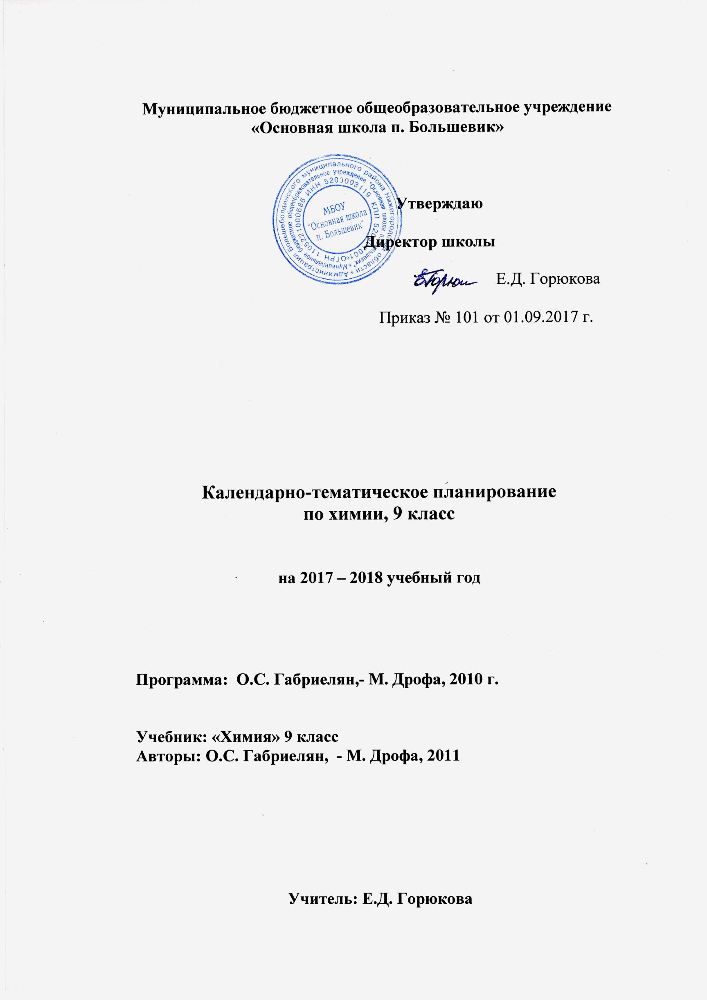 Муниципальное бюджетное общеобразовательное учреждение
«Основная школа п. Большевик»
Администрация Большеболдинского муниципального района Нижегородской области *
Муниципальное бюджетное общеобразовательное учреждение "Основная школа п. Большевик" *
ОГРН 1105221000686 ИНН 5203003119 КПП
МБОУ
"Основная школа
п. Большевик"
Утверждаю
Директор школы
Е.Д. Горюкова
Приказ № 101 от 01.09.2017 г.
Календарно-тематическое планирование
по химии, 9 класс
на 2017 – 2018 учебный год
Программа: О.С. Габриелян,- М. Дрофа, 2010 г.
Учебник: «Химия» 9 класс
Авторы: О.С. Габриелян, - М. Дрофа, 2011
Учитель: Е.Д. Горюкова